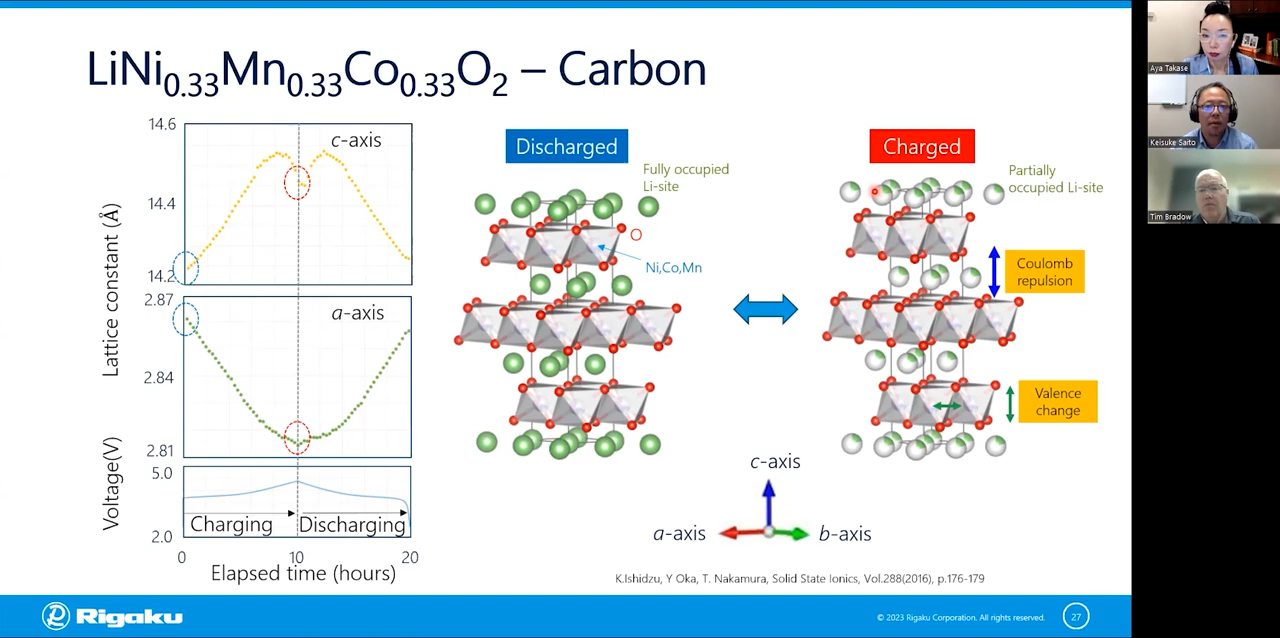 LiNi0.33Mn0.33Co0.33O2 – Carbon
14.6
c-axis
14.4
14.2
Lattice constant (Å)
2.87
a-axis
2.84
2.81
Voltage(V)
5.0
2.0
Charging
Discharging
0
10
20
Elapsed time (hours)
Discharged
Fully occupied
Li-site
O
Ni,Co,Mn
Charged
Partially
occupied Li-site
Coulomb
repulsion
Valence
change
c-axis
a-axis
b-axis
K.Ishidzu, Y Oka, T. Nakamura, Solid State Ionics, Vol.288(2016), p.176-179
Rigaku
© 2023 Rigaku Corporation. All rights reserved.
27
Aya Takase
Keisuke Saito
Tim Bradow